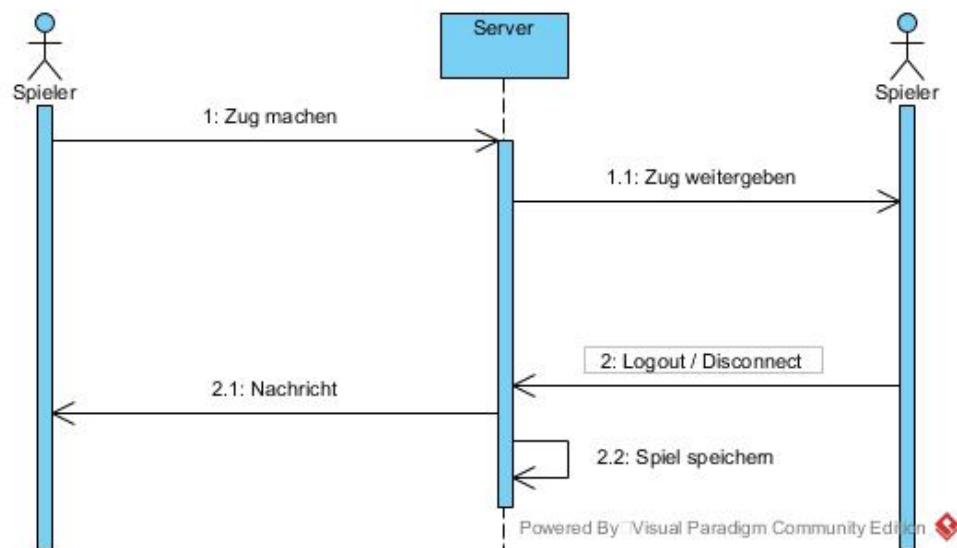 Server
Spieler
Spieler
1: Zug machen
1.1: Zug weitergeben
2: Logout / Disconnect
2.1: Nachricht
2.2: Spiel speichern
Powered By Visual Paradigm Community Edition